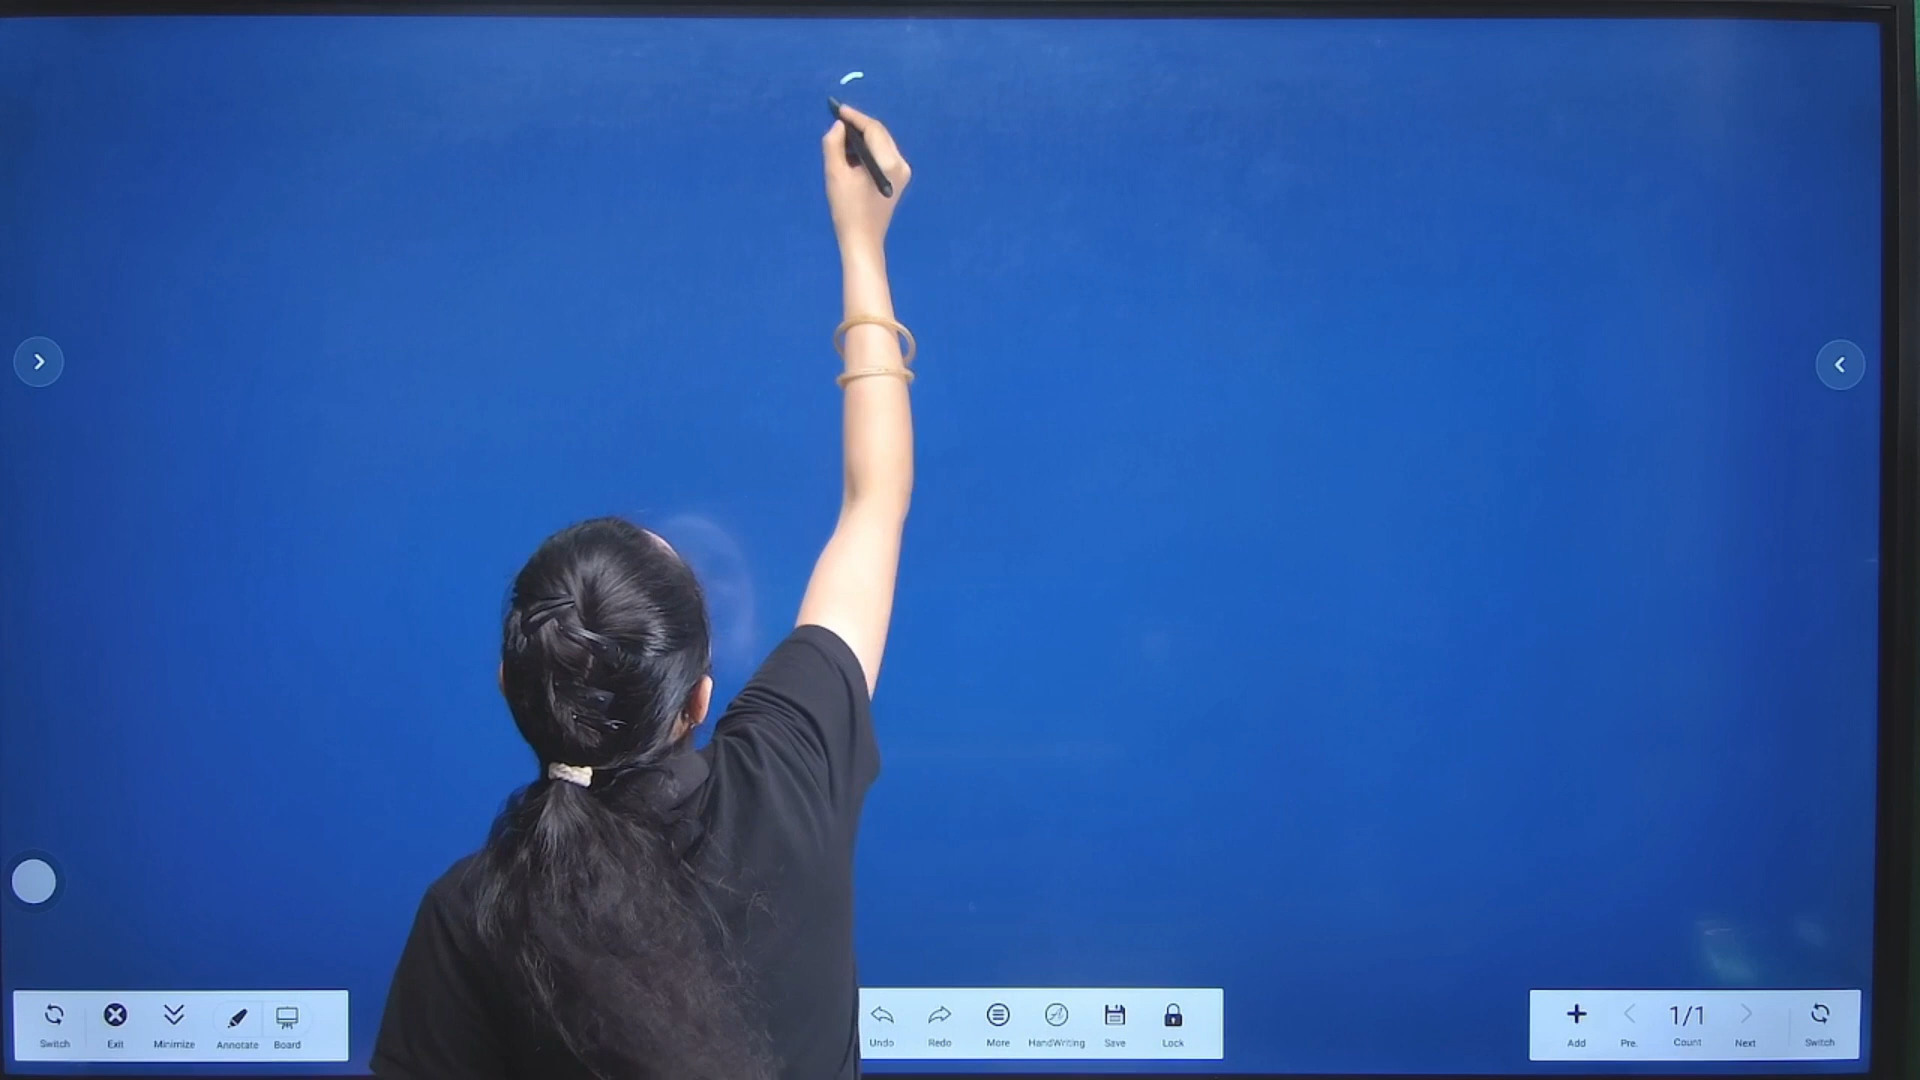 Switch Exit Minimize Annotate Board
Undo Redo More HandWriting Save Lock
Add Pre. 1/1 Count Next Switch